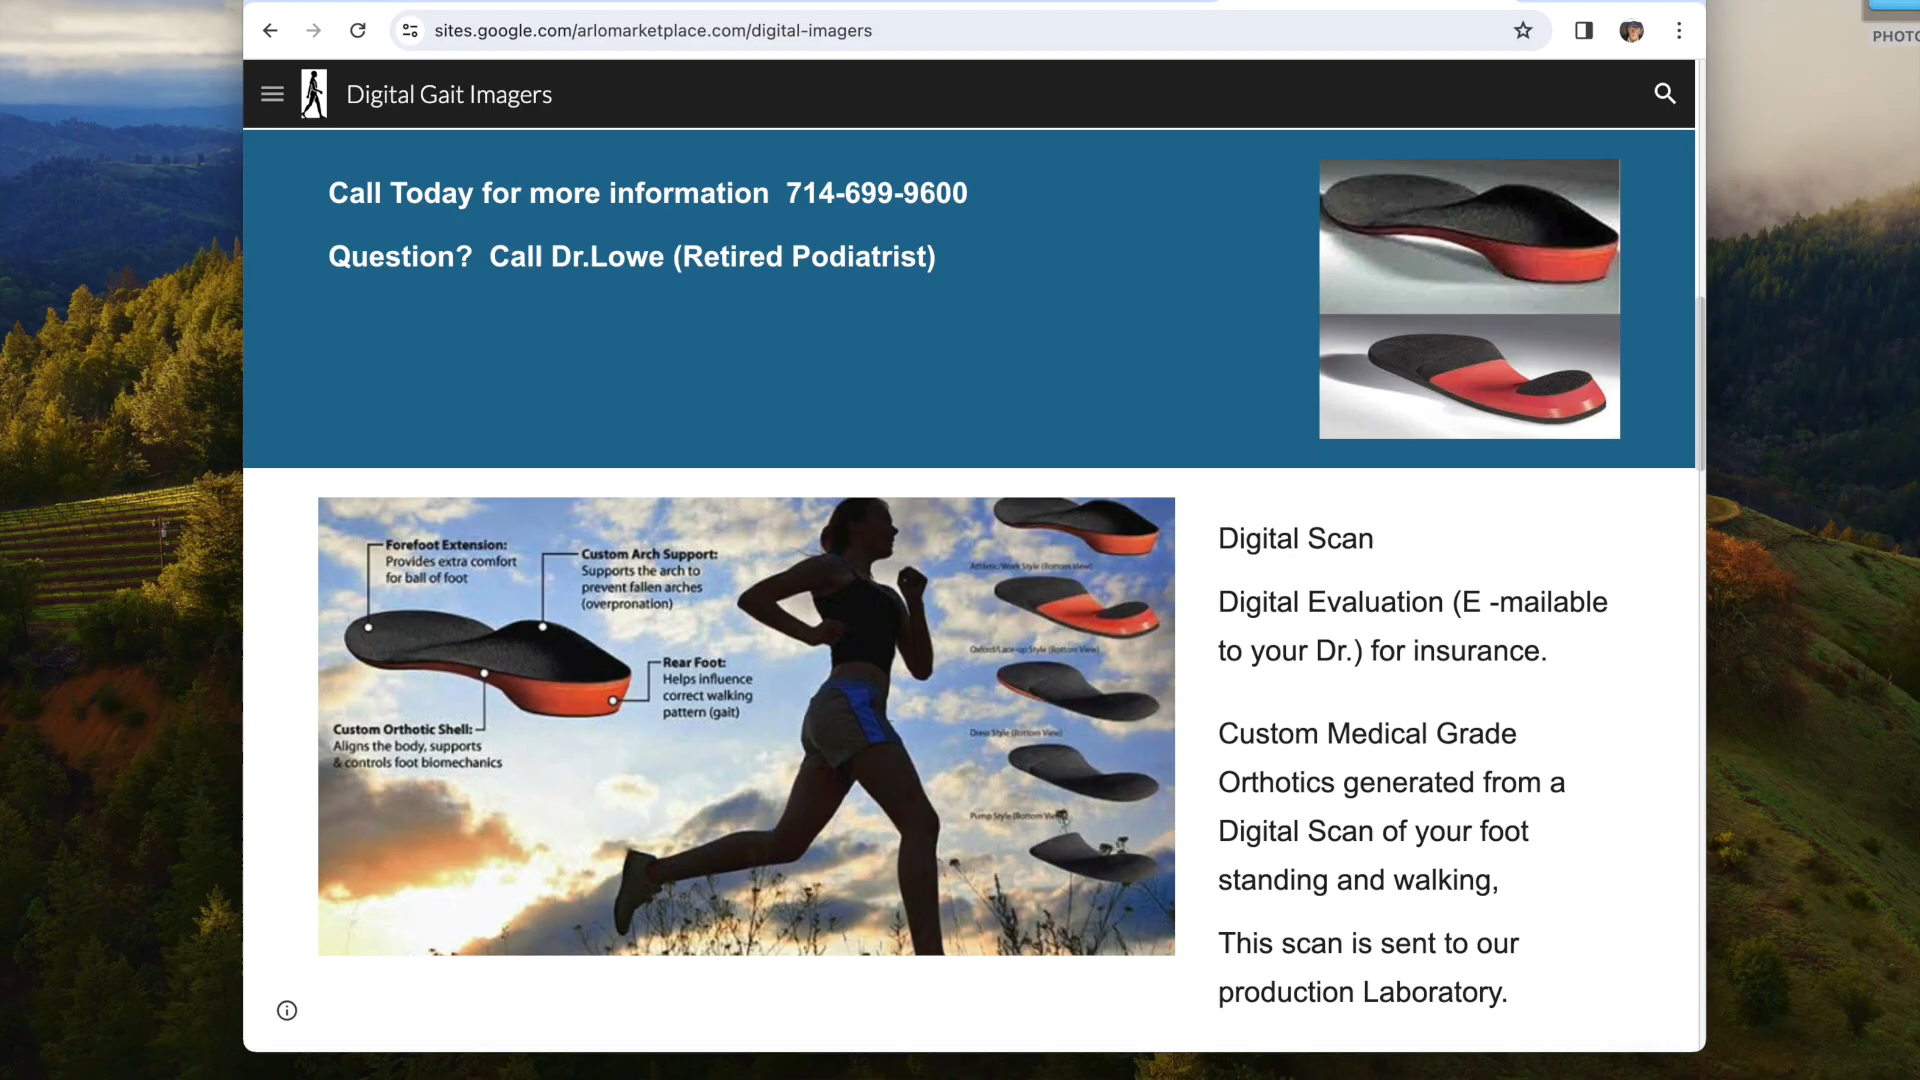 sites.google.com/arlomarketplace.com/digital-imagers
PHOTO
Digital Gait Imagers
Call Today for more information 714-699-9600
Question? Call Dr.Lowe (Retired Podiatrist)
Forefoot Extension:
Provides extra comfort
for ball of foot
Custom Arch Support:
Supports the arch to
prevent fallen arches
(overpronation)
Rear Foot:
Helps influence
correct walking
pattern (gait)
Custom Orthotic Shell:
Aligns the body, supports
& controls foot biomechanics
Athletic/Work Style (Bottom View)
Oxford/Lace-up Style (Bottom View)
Dress Style (Bottom View)
Pump Style (Bottom View)
Digital Scan
Digital Evaluation (E -mailable
to your Dr.) for insurance.
Custom Medical Grade
Orthotics generated from a
Digital Scan of your foot
standing and walking,
This scan is sent to our
production Laboratory.